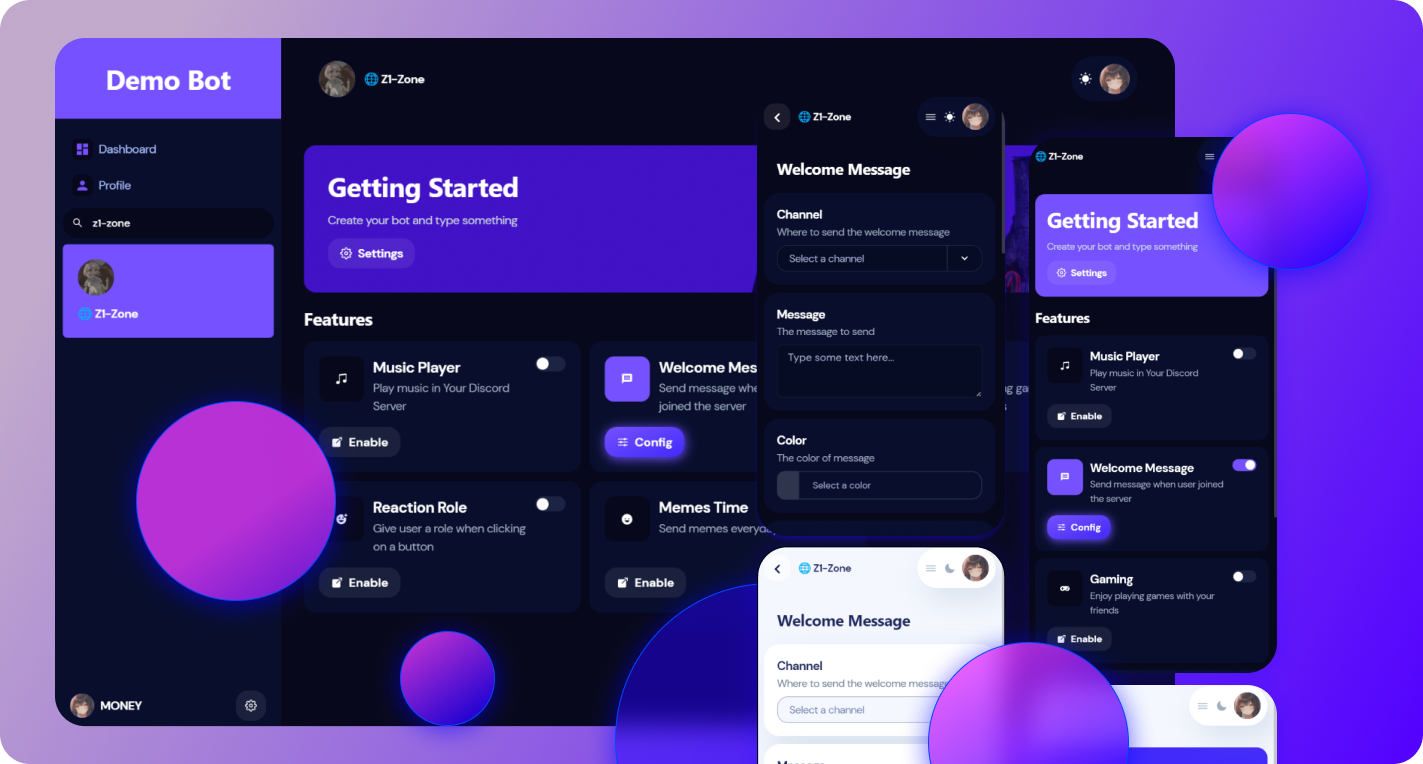 Demo Bot
Dashboard
Profile
z1-zone
Z1-Zone
MONEY
Z1-Zone
Getting Started
Create your bot and type something
Settings
Features
Music Player
Play music in Your Discord
Server
Enable
Welcome Mes
Send message whe
joined the server
Config
Reaction Role
Give user a role when clicking
on a button
Enable
Memes Time
Send memes everyday
Enable
ng ga
s
Z1-Zone
Welcome Message
Channel
Where to send the welcome message
Select a channel
Message
The message to send
Type some text here...
Color
The color of message
Select a color
Z1-Zone
Getting Started
Create your bot and type something
Settings
Features
Music Player
Play music in Your Discord
Server
Enable
Welcome Message
Send message when user joined
the server
Config
Gaming
Enjoy playing games with your
friends
Enable
Z1-Zone
Welcome Message
Channel
Where to send the welcome message
Select a channel
Message